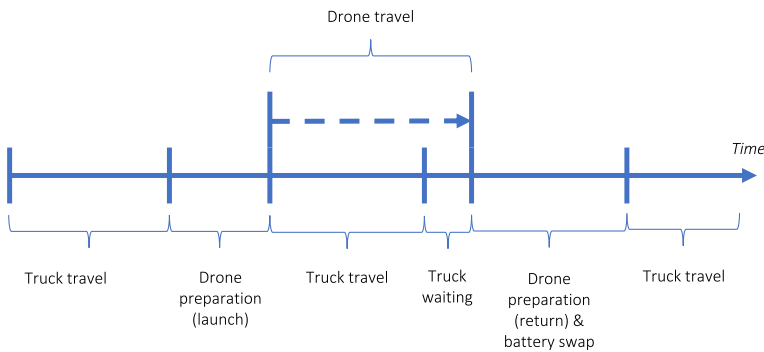 Drone travel
Time
Truck travel
Drone
preparation
(launch)
Truck travel
Truck
waiting
Drone
preparation
(return) &
battery swap
Truck travel